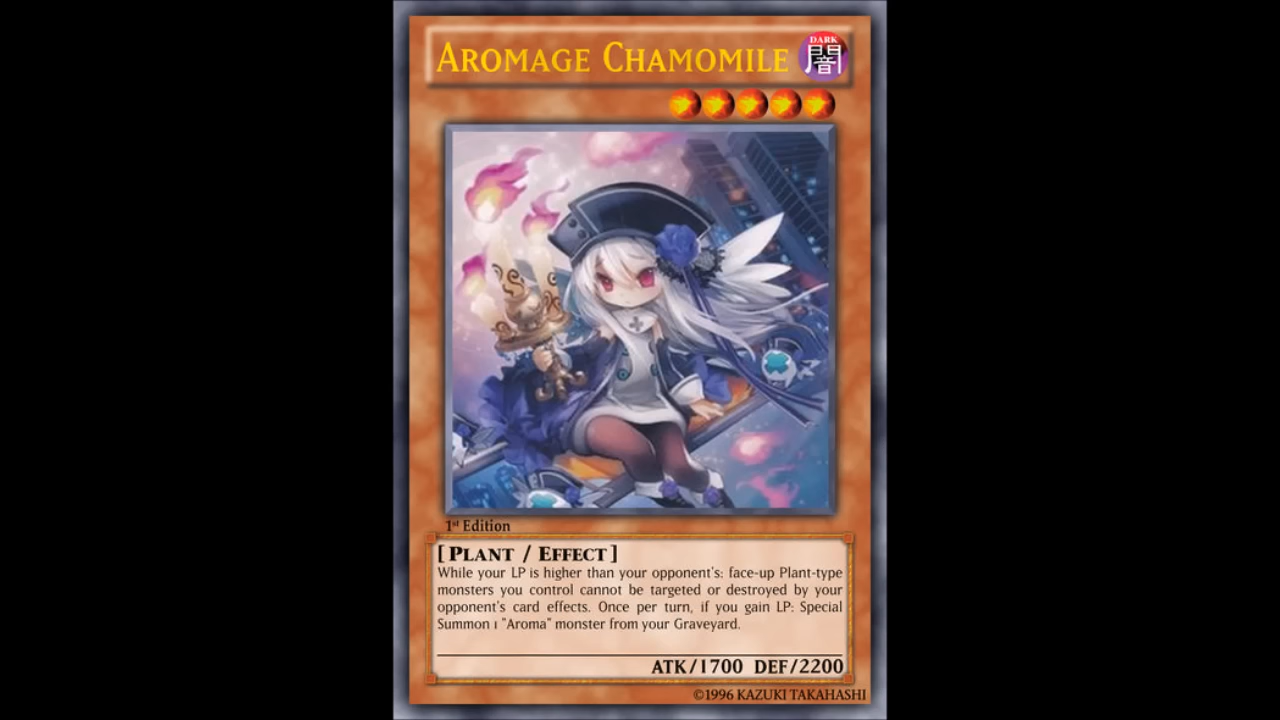 AROMAGE CHAMOMILE
DARK
闇
1st Edition
[ PLANT / EFFECT ]
While your LP is higher than your opponent's: face-up Plant-type
monsters you control cannot be targeted or destroyed by your
opponent's card effects. Once per turn, if you gain LP: Special
Summon 1 "Aroma" monster from your Graveyard.
ATK/1700 DEF/2200
©1996 KAZUKI TAKAHASHI